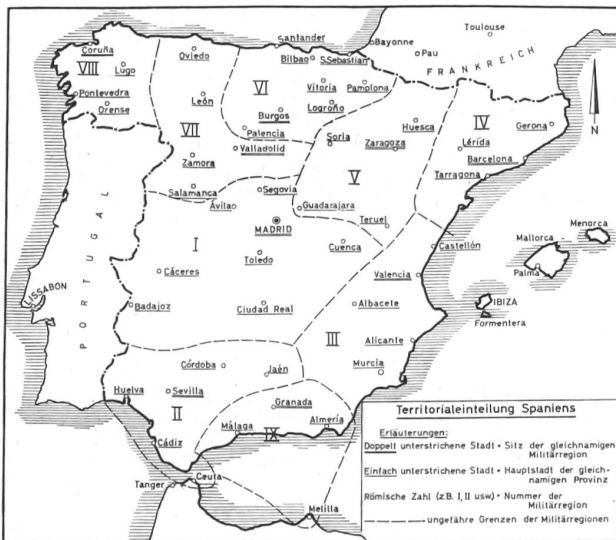 Toulouse
Santander
Bayonne
Coruña
Oviedo
Bilbao
S.Sebastian
Pau
FRANKREICH
VIII
Lugo
VI
Vitoria
Pamplona
Pontevedra
León
Logroño
Orense
Burgos
Huesca
IV
Gerona
Palencia
Soria
N
VII
Valladolid
Zaragoza
Lérida
Zamora
Barcelona
Tarragona
V
Salamanca
Segovia
Ávila
Guadarajara
Teruel
Menorca
MADRID
Mallorca
I
Cuenca
Castellón
Toledo
Palma
Cáceres
Valencia
PORTUGAL
LISSABON
Badajoz
Ciudad Real
Albacete
IBIZA
Formentera
III
Alicante
Córdoba
Jaén
Murcia
Huelva
Sevilla
II
Granada
Málaga
IX
Almería
Cádiz
Ceuta
Tanger
Melilla
Territorialeinteilung Spaniens
Erläuterungen:
Doppelt unterstrichene Stadt = Sitz der gleichnamigen
Militärregion
Einfach unterstrichene Stadt = Hauptstadt der gleich-
namigen Provinz
Römische Zahl (z.B. I, II usw) = Nummer der
Militärregion
ungefähre Grenzen der Militärregionen